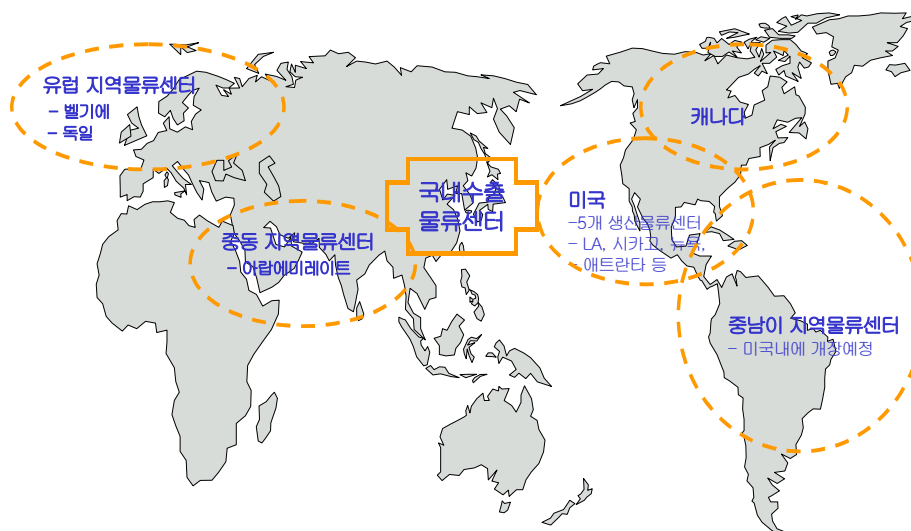 유럽 지역물류센터
- 벨기에
- 독일
중동 지역물류센터
- 아랍에미레이트
국내수출
물류센터
캐나다
미국
-5개 생산물류센터
- LA, 시카고, 뉴욕,
- 애트란타 등
중남이 지역물류센터
- 미국내에 개장예정